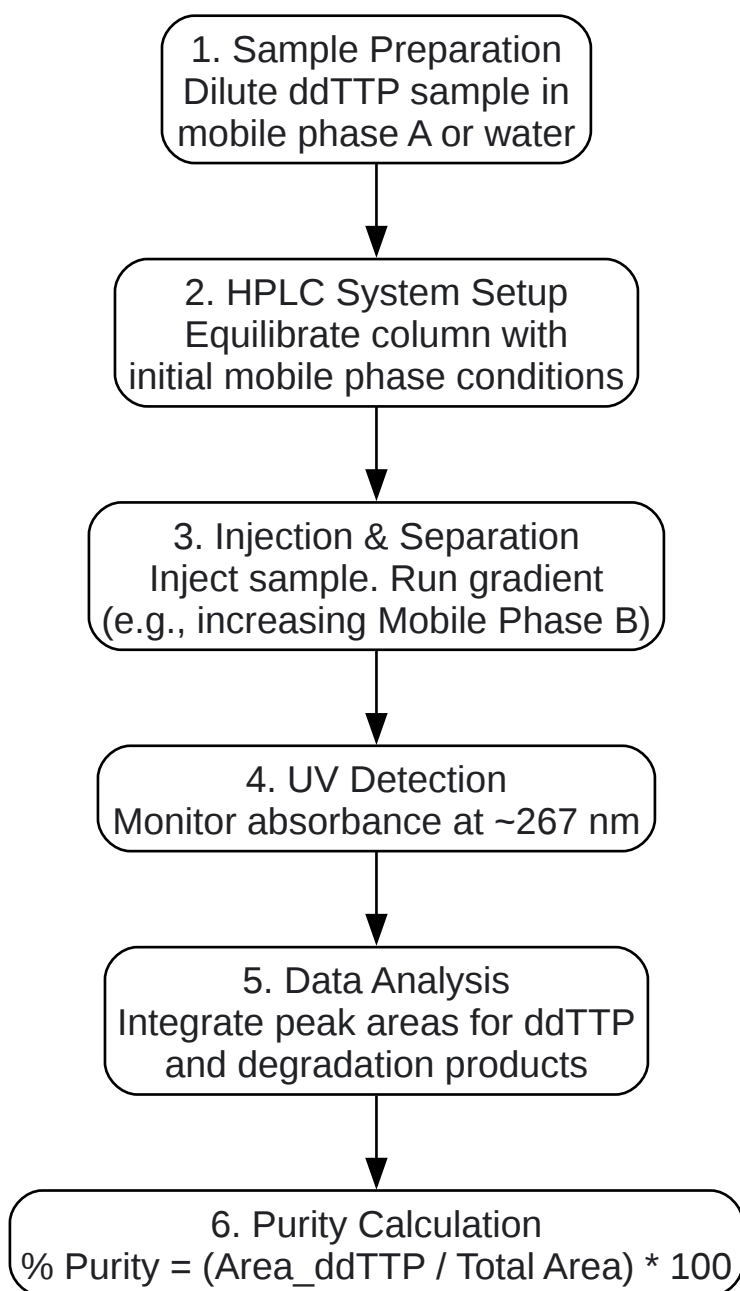 1. Sample Preparation
Dilute ddTTP sample in
mobile phase A or water
2. HPLC System Setup
Equilibrate column with
initial mobile phase conditions
3. Injection & Separation
Inject sample. Run gradient
(e.g., increasing Mobile Phase B)
4. UV Detection
Monitor absorbance at ~267 nm
5. Data Analysis
Integrate peak areas for ddTTP
and degradation products
6. Purity Calculation
% Purity = (Area_ddTTP / Total Area) * 100